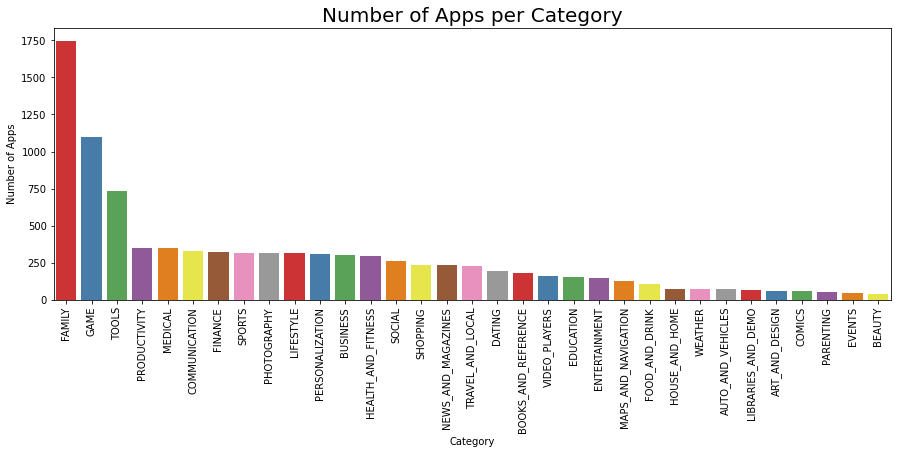 Number of Apps per Category
Number of Apps
1750
1500
1250
1000
750
500
250
0
FAMILY
GAME
TOOLS
PRODUCTIVITY
MEDICAL
COMMUNICATION
FINANCE
SPORTS
PHOTOGRAPHY
LIFESTYLE
PERSONALIZATION
BUSINESS
HEALTH_AND_FITNESS
SOCIAL
SHOPPING
NEWS_AND_MAGAZINES
TRAVEL_AND_LOCAL
DATING
BOOKS_AND_REFERENCE
VIDEO_PLAYERS
EDUCATION
ENTERTAINMENT
MAPS_AND_NAVIGATION
FOOD_AND_DRINK
HOUSE_AND_HOME
WEATHER
AUTO_AND_VEHICLES
LIBRARIES_AND_DEMO
ART_AND_DESIGN
COMICS
PARENTING
EVENTS
BEAUTY
Category